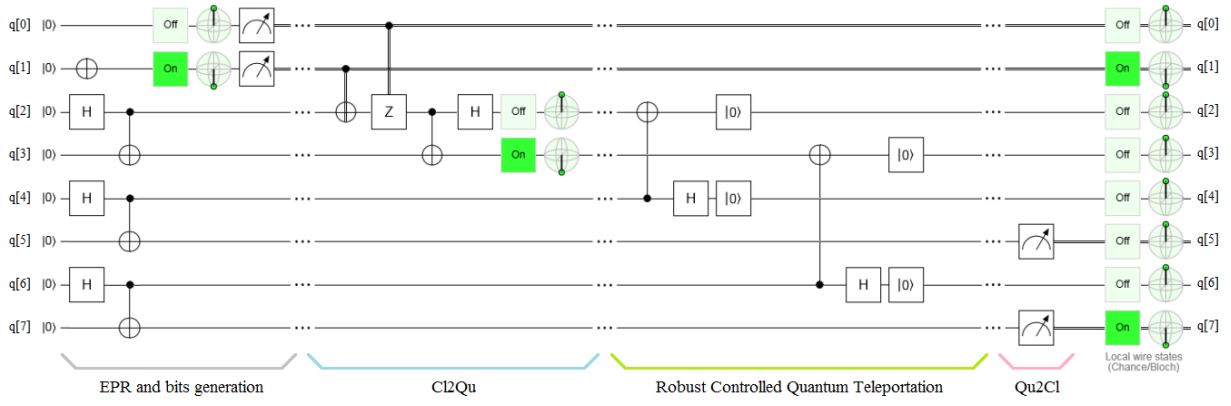 q[0] |0⟩ Off ... ... Off q[0]
q[1] |0⟩ On ... ... On q[1]
q[2] |0⟩ H ... Z H Off ... |0⟩ ... Off q[2]
q[3] |0⟩ ... On ... |0⟩ ... Off q[3]
q[4] |0⟩ H ... ... H |0⟩ ... Off q[4]
q[5] |0⟩ ... ... ... Off q[5]
q[6] |0⟩ H ... ... H |0⟩ ... Off q[6]
q[7] |0⟩ ... ... ... On q[7]
Local wire states
(Chance/Bloch)
EPR and bits generation Cl2Qu Robust Controlled Quantum Teleportation Qu2Cl